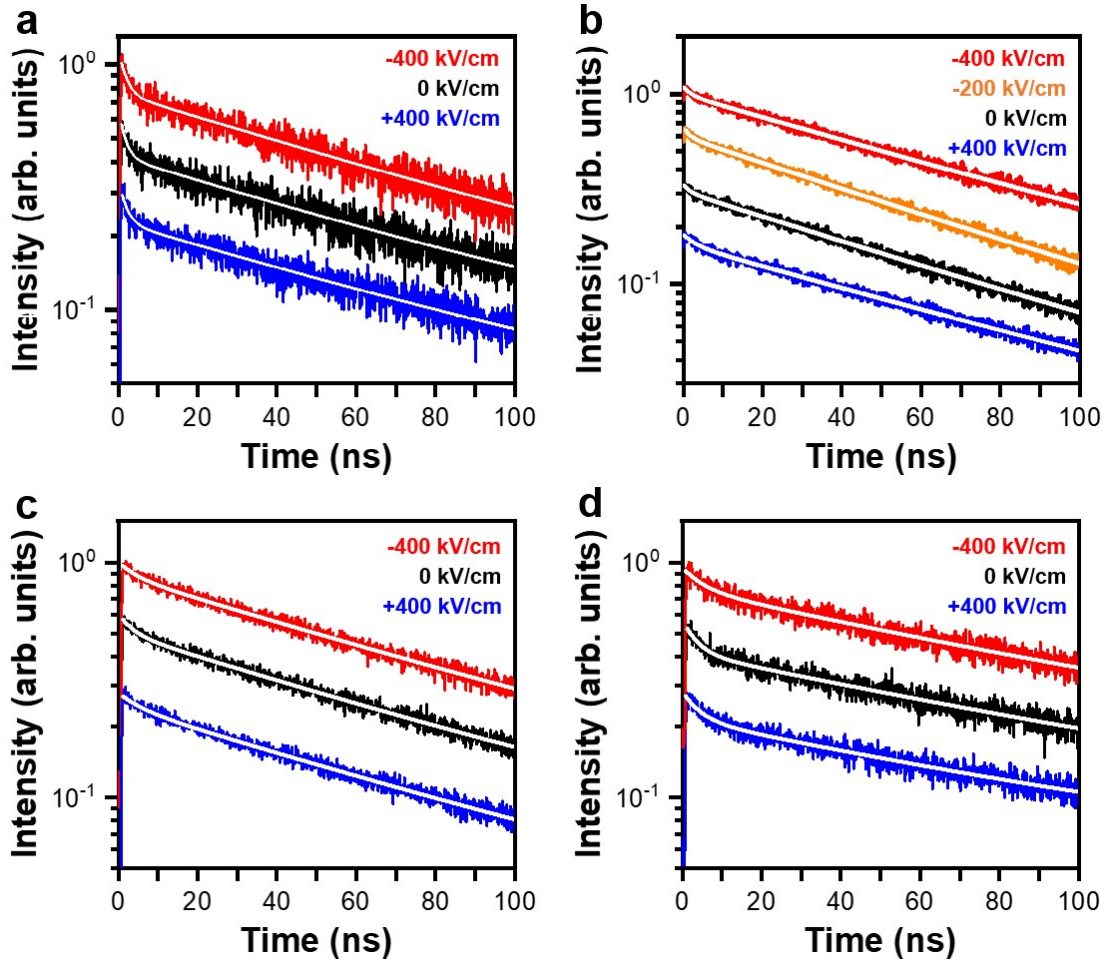 a
-400 kV/cm
0 kV/cm
+400 kV/cm
Intensity (arb. units)
10⁰
10⁻¹
0 20 40 60 80 100
Time (ns)
b
-400 kV/cm
-200 kV/cm
0 kV/cm
+400 kV/cm
Intensity (arb. units)
10⁰
10⁻¹
0 20 40 60 80 100
Time (ns)
c
-400 kV/cm
0 kV/cm
+400 kV/cm
Intensity (arb. units)
10⁰
10⁻¹
0 20 40 60 80 100
Time (ns)
d
-400 kV/cm
0 kV/cm
+400 kV/cm
Intensity (arb. units)
10⁰
10⁻¹
0 20 40 60 80 100
Time (ns)